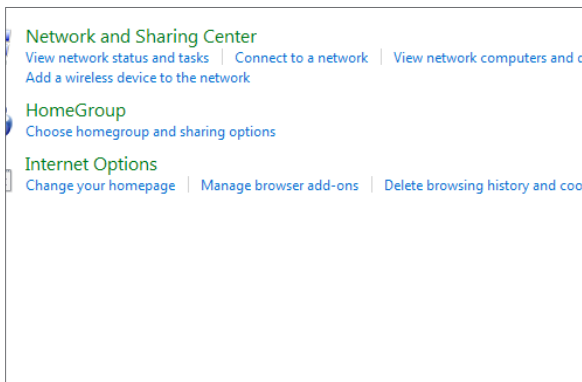 Network and Sharing Center
View network status and tasks Connect to a network View network computers and
Add a wireless device to the network
HomeGroup
Choose homegroup and sharing options
Internet Options
Change your homepage Manage browser add-ons Delete browsing history and